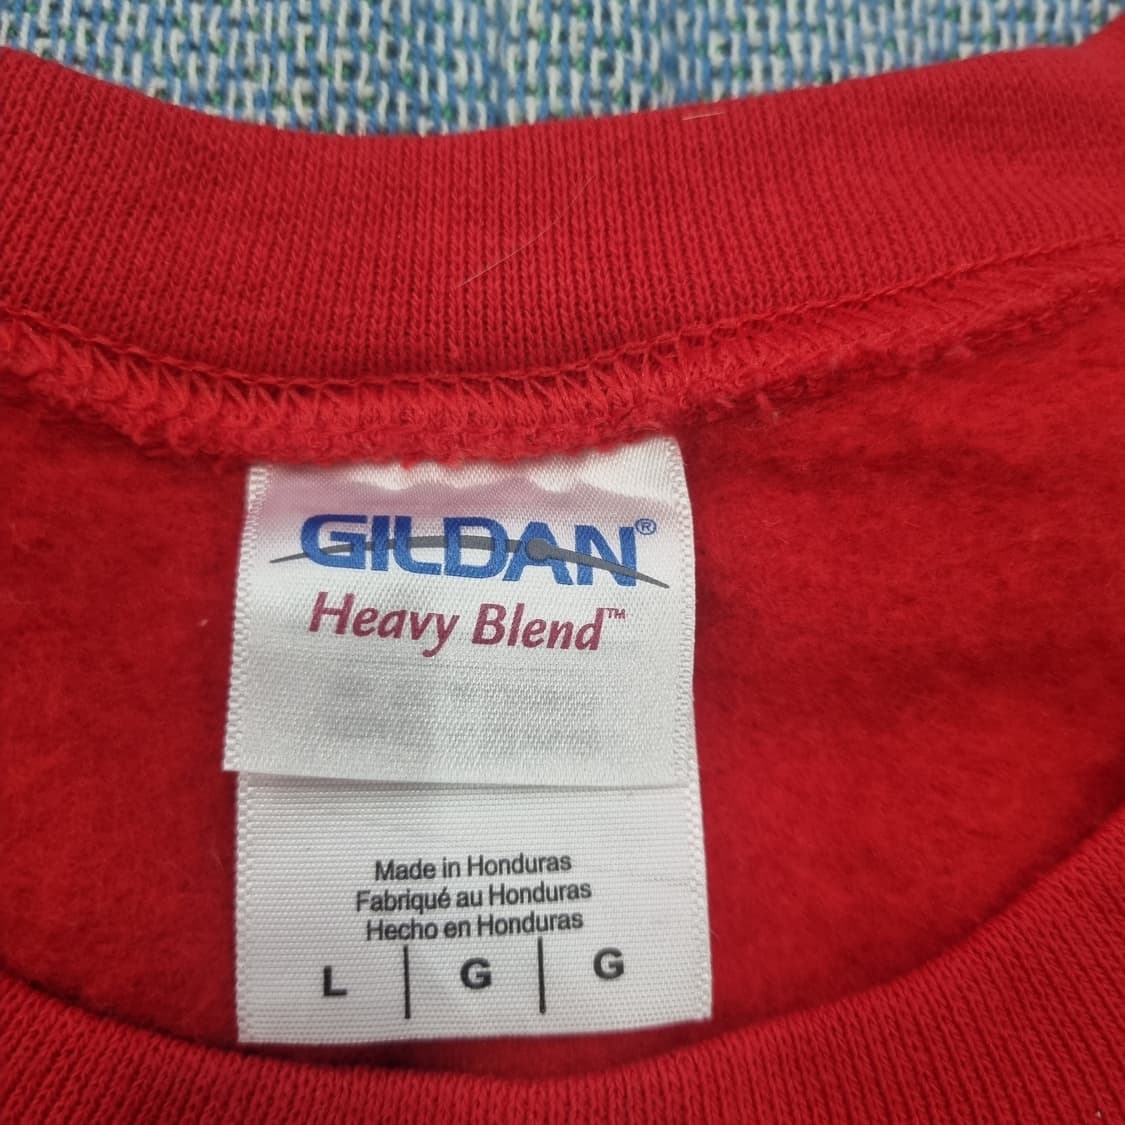 GILDAN®
Heavy Blend™
Made in Honduras
Fabriqué au Honduras
Hecho en Honduras
L | G | G